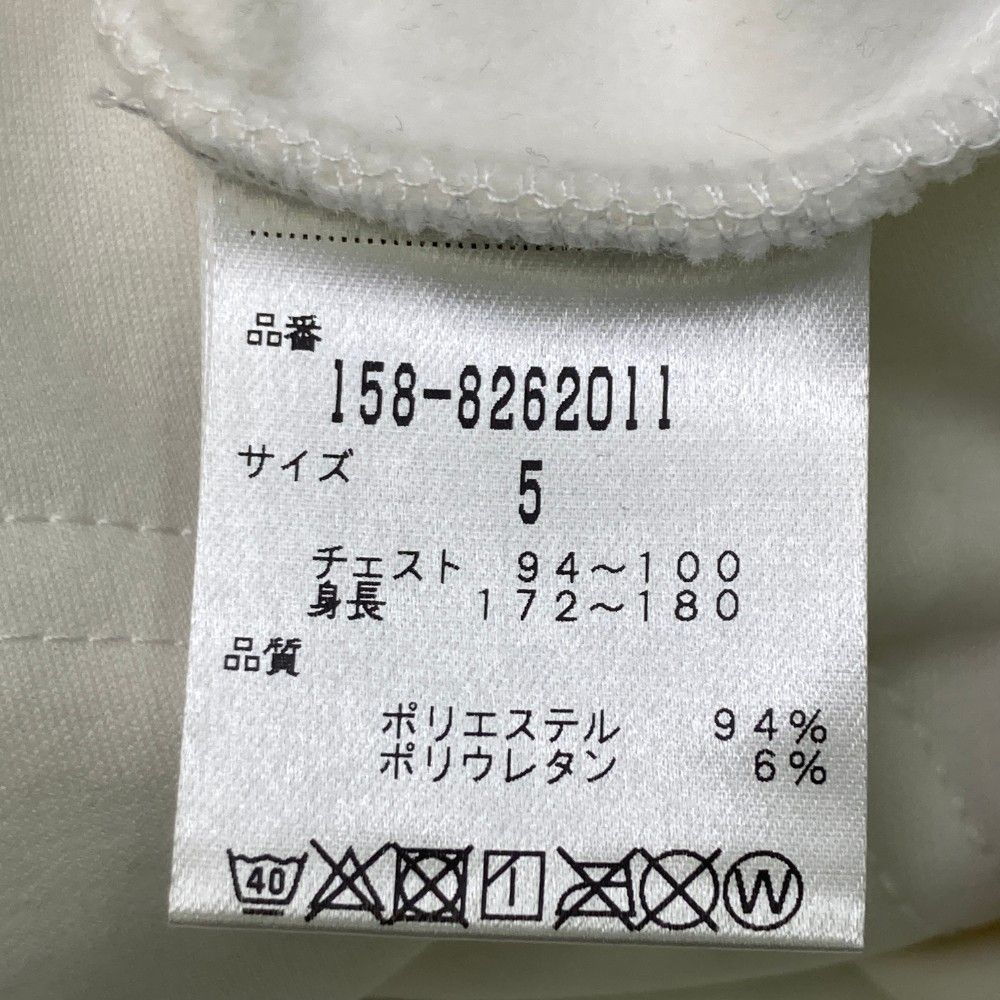 品番
158-8262011
サイズ 5
チェスト 94〜100
身長 172〜180
品質
ポリエステル 94%
ポリウレタン 6%
40 W